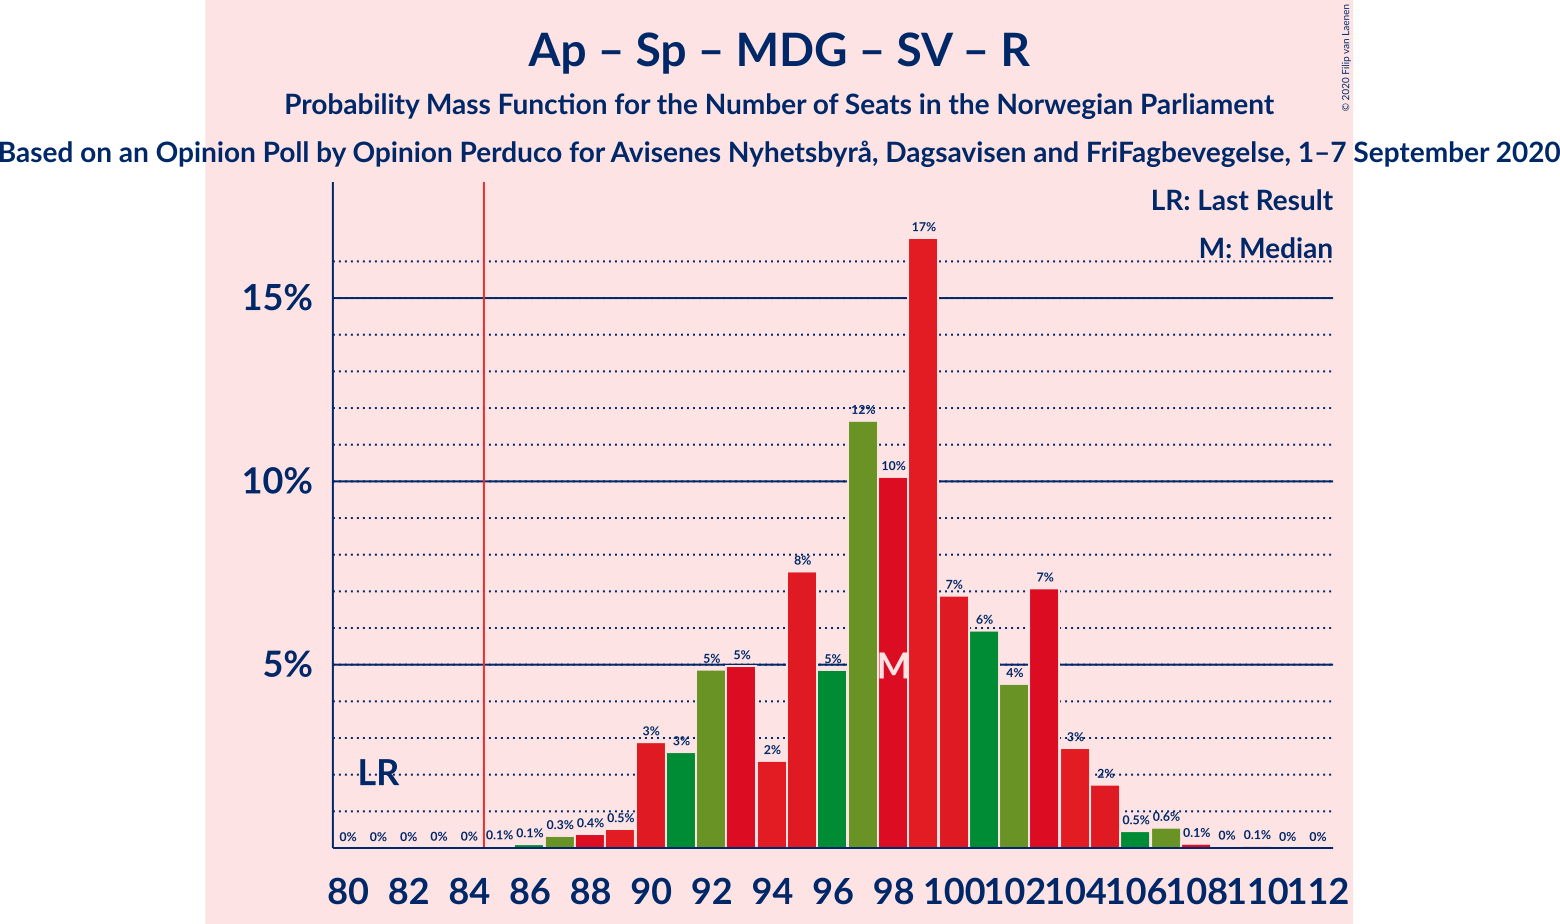 Ap – Sp – MDG – SV – R
Probability Mass Function for the Number of Seats in the Norwegian Parliament
Based on an Opinion Poll by Opinion Perduco for Avisenes Nyhetsbyrå, Dagsavisen and FriFagbevegelse, 1–7 September 2020
© 2020 Filip van Laenen
LR: Last Result
M: Median
17%
15%
12%
10%
10%
8%
7%
7%
6%
5%
5%
5%
5%
4%
M
3%
3%
3%
2%
2%
LR
0% 0% 0% 0% 0% 0.1% 0.1% 0.3% 0.4% 0.5% 0.5% 0.6% 0.1% 0% 0.1% 0% 0%
80 82 84 86 88 90 92 94 96 98 100 102 104 106 108 110 112